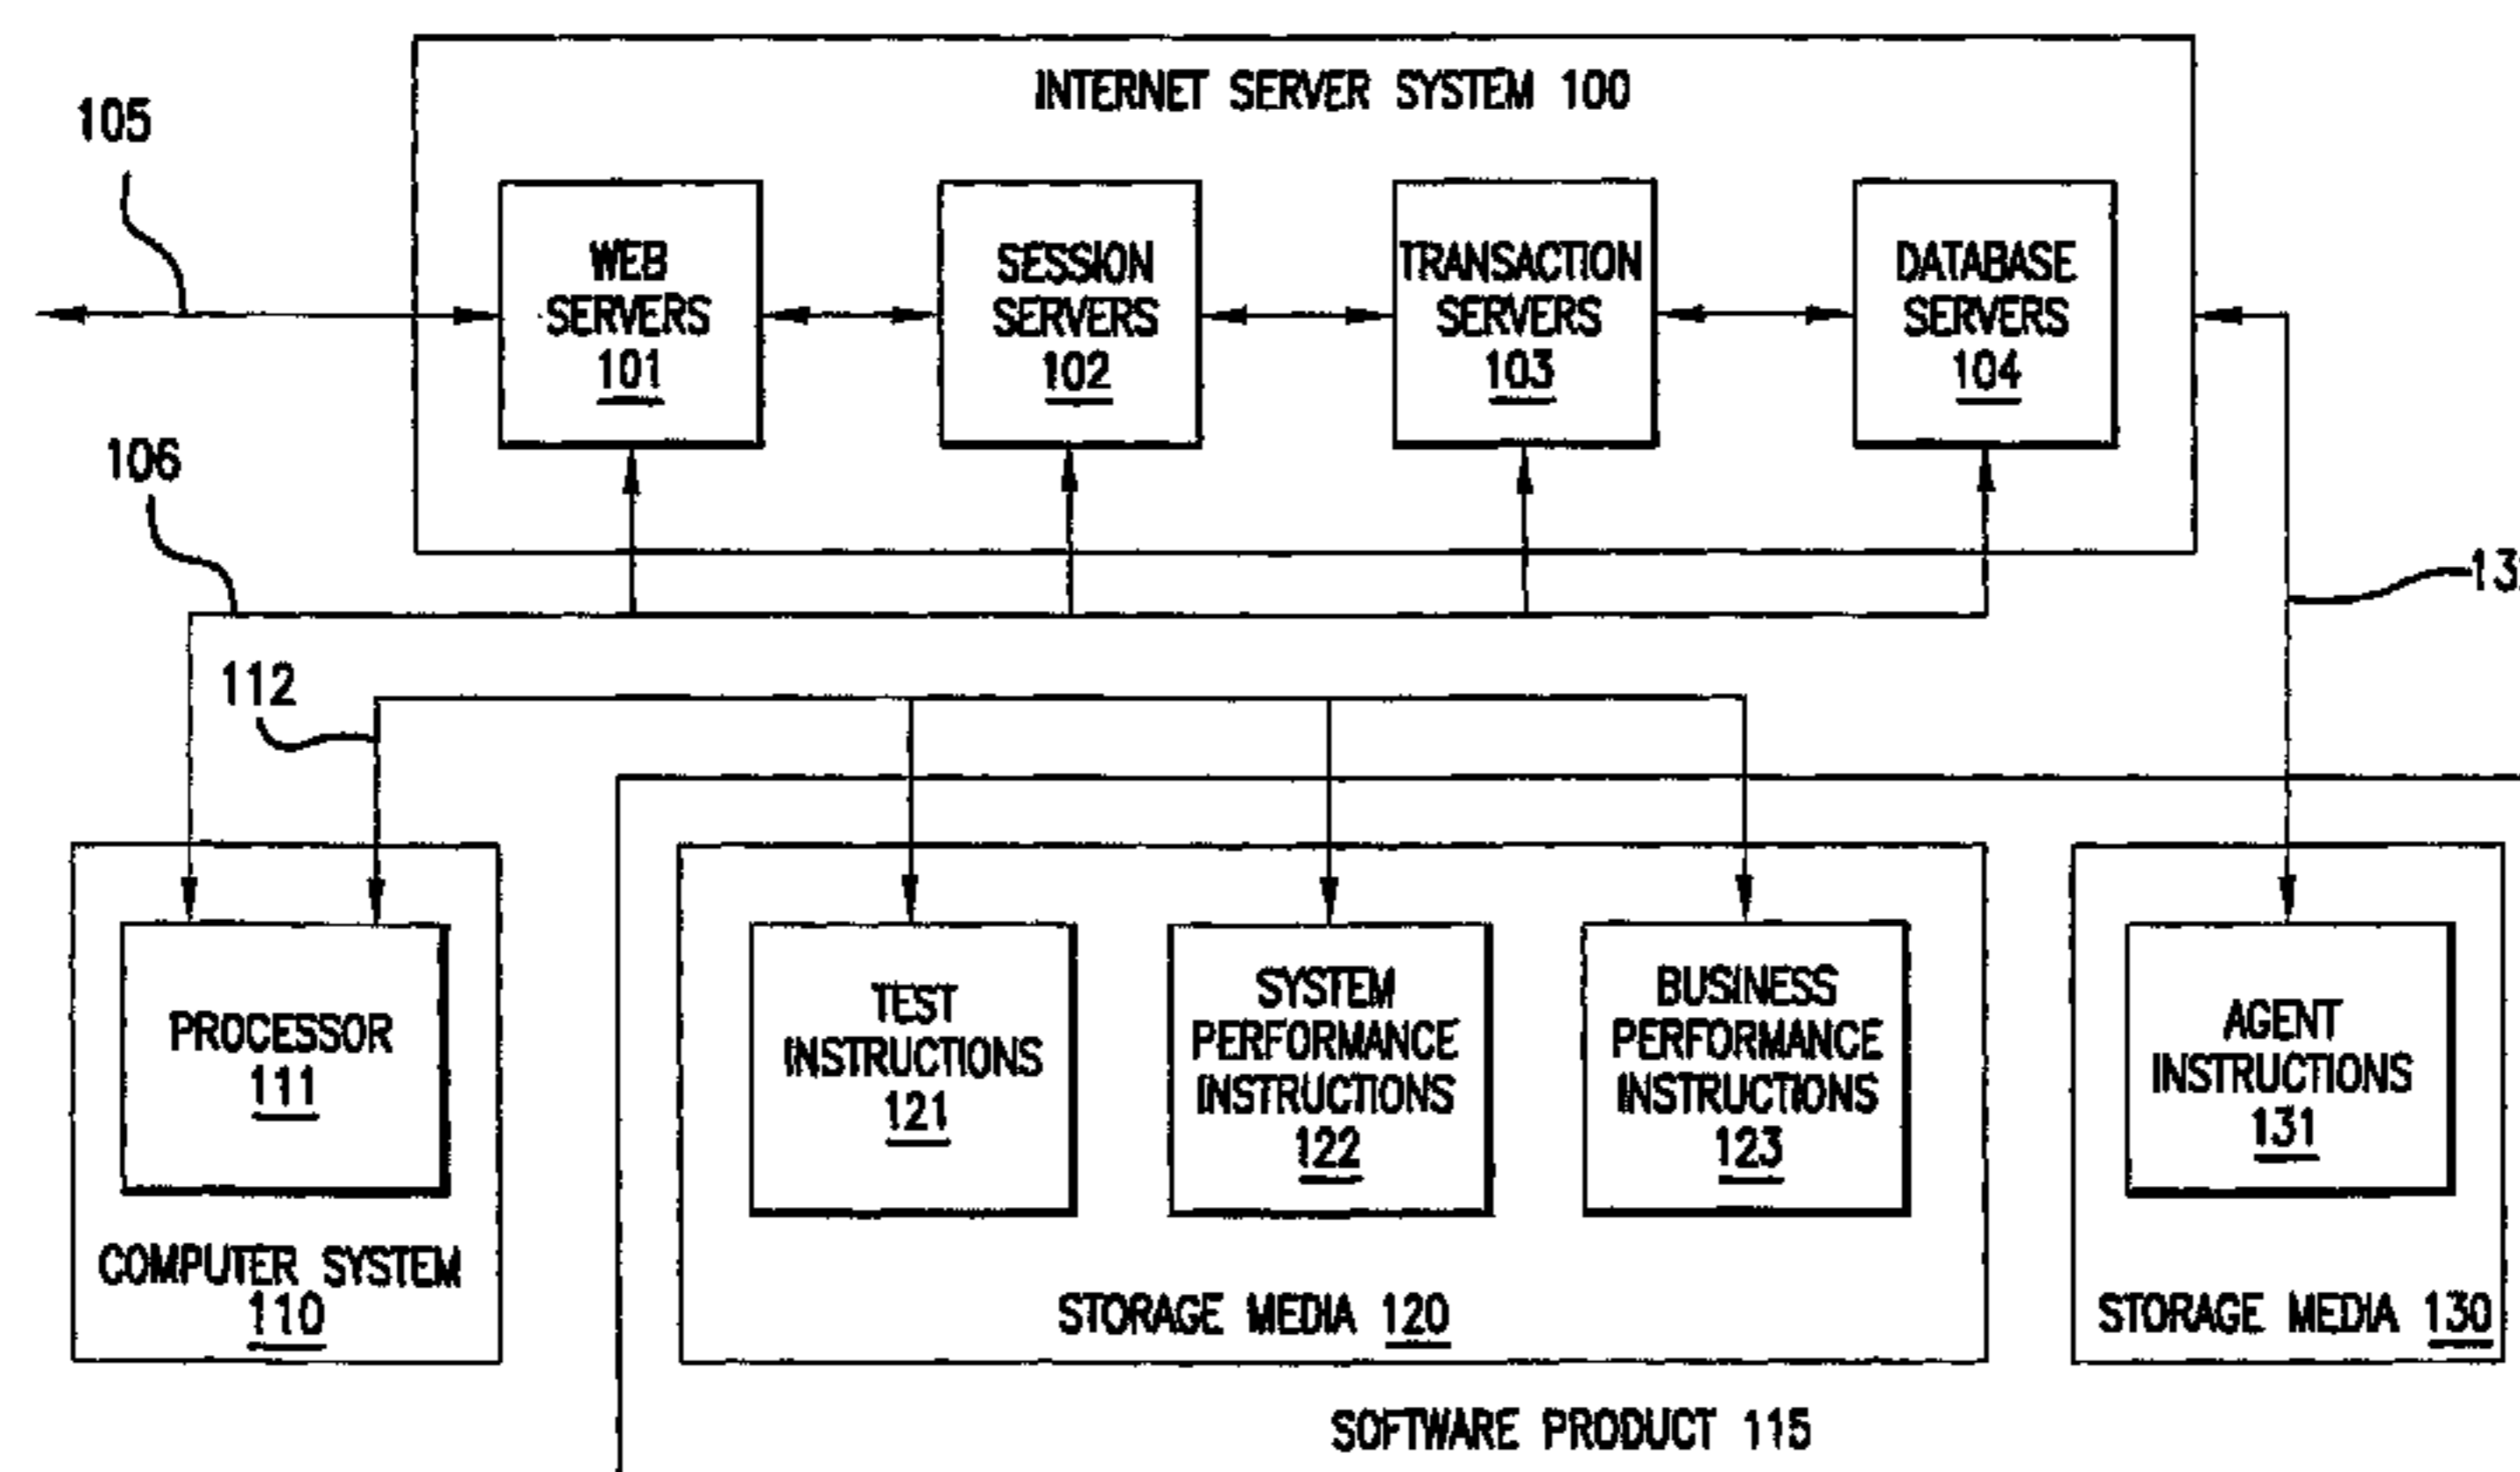 INTERNET SERVER SYSTEM 100
105
WEB
SERVERS
101
SESSION
SERVERS
102
TRANSACTION
SERVERS
103
DATABASE
SERVERS
104
106
112
PROCESSOR
111
COMPUTER SYSTEM
110
TEST
INSTRUCTIONS
121
SYSTEM
PERFORMANCE
INSTRUCTIONS
122
BUSINESS
PERFORMANCE
INSTRUCTIONS
123
STORAGE MEDIA 120
AGENT
INSTRUCTIONS
131
STORAGE MEDIA 130
SOFTWARE PRODUCT 115